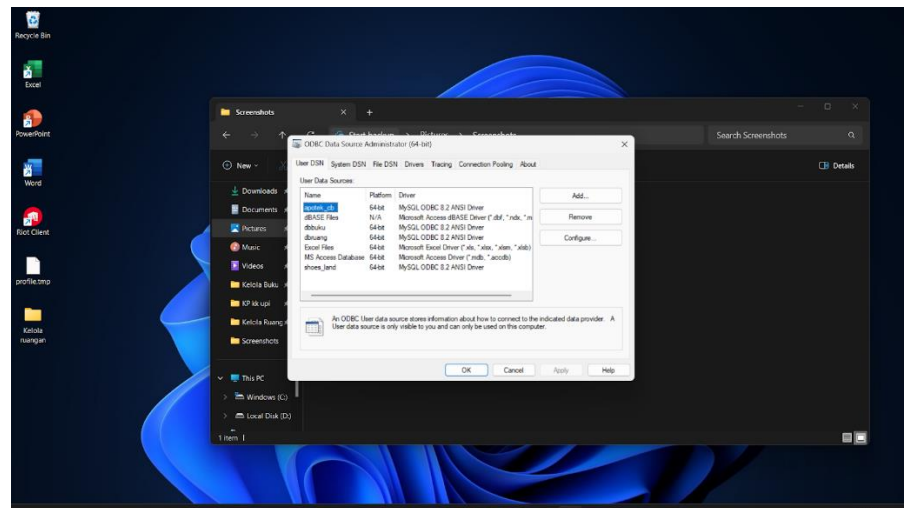 Recycle Bin
Excel
PowerPoint
Word
Riot Client
profile.tmp
Kelola
ruangan
Screenshots
Search Screenshots
New
Details
Downloads
Documents
Pictures
Music
Videos
Kelola Buku
KP kk upi
Kelola Ruang
Screenshots
This PC
Windows (C:)
Local Disk (D:)
1 item
ODBC Data Source Administrator (64-bit)
User DSN System DSN File DSN Drivers Tracing Connection Pooling About
User Data Sources:
Name Platform Driver
apotek_db 64-bit MySQL ODBC 8.2 ANSI Driver
dBASE Files N/A Microsoft Access dBASE Driver (*.dbf, *.ndx, *.m
dbbuku 64-bit MySQL ODBC 8.2 ANSI Driver
dbruang 64-bit MySQL ODBC 8.2 ANSI Driver
Excel Files 64-bit Microsoft Excel Driver (*.xls, *.xlsx, *.xlsm, *.xlsb)
MS Access Database 64-bit Microsoft Access Driver (*.mdb, *.accdb)
shoes_land 64-bit MySQL ODBC 8.2 ANSI Driver
Add...
Remove
Configure...
An ODBC User data source stores information about how to connect to the indicated data provider. A
User data source is only visible to you and can only be used on this computer.
OK Cancel Apply Help